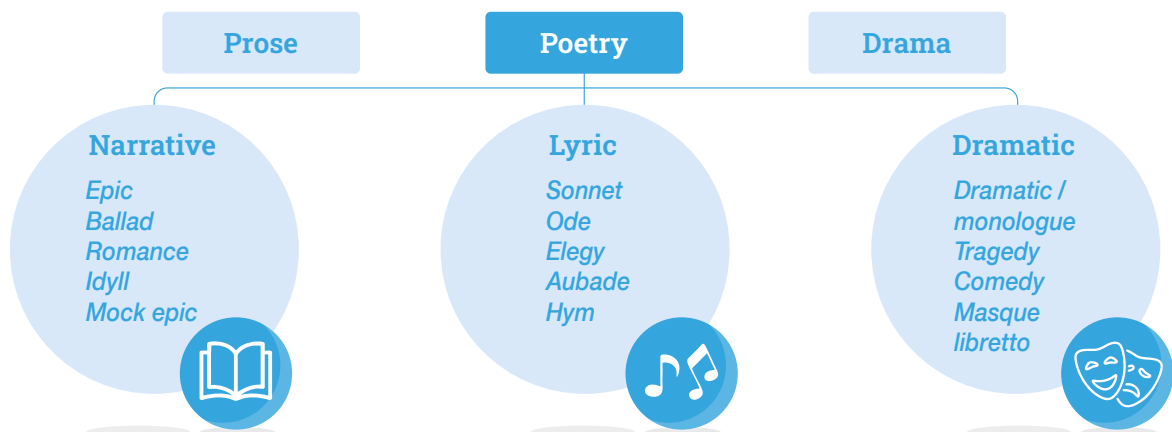 Prose
Poetry
Drama
Narrative
Epic
Ballad
Romance
Idyll
Mock epic
Lyric
Sonnet
Ode
Elegy
Aubade
Hym
Dramatic
Dramatic /
monologue
Tragedy
Comedy
Masque
libretto